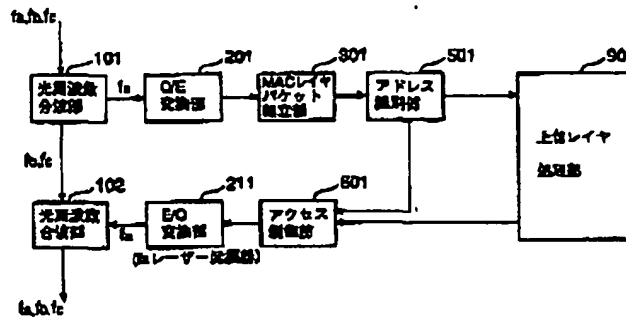 fa,fb,fc
101
201
301
501
90
光周波数
分波部
fa
O/E
変換部
MACレイヤ
パケット
組立部
アドレス
識別部
上位レイヤ
処理部
fb,fc
102
211
601
光周波数
合波部
fa
E/O
変換部
アクセス
制御部
(faレーザー
fa,fb,fc